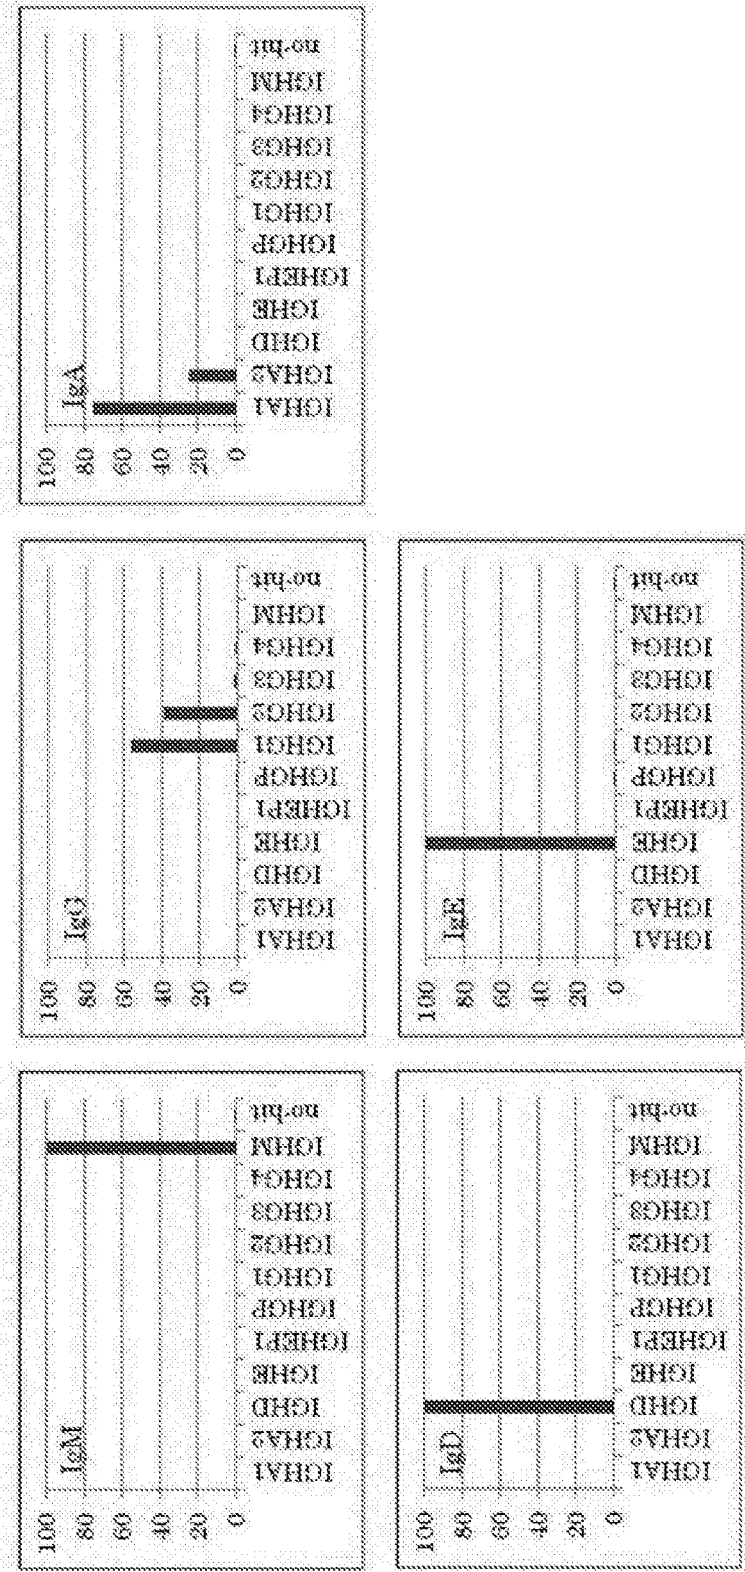 IgM
100
80
60
40
20
0
IGHA1
IGHA2
IGHD
IGHE
IGHEP1
IGHGP
IGHG1
IGHG2
IGHG3
IGHG4
IGHM
no-hit
IgG
100
80
60
40
20
0
IGHA1
IGHA2
IGHD
IGHE
IGHEP1
IGHGP
IGHG1
IGHG2
IGHG3
IGHG4
IGHM
no-hit
IgA
100
80
60
40
20
0
IGHA1
IGHA2
IGHD
IGHE
IGHEP1
IGHGP
IGHG1
IGHG2
IGHG3
IGHG4
IGHM
no-hit
IgD
100
80
60
40
20
0
IGHA1
IGHA2
IGHD
IGHE
IGHEP1
IGHGP
IGHG1
IGHG2
IGHG3
IGHG4
IGHM
no-hit
IgE
100
80
60
40
20
0
IGHA1
IGHA2
IGHD
IGHE
IGHEP1
IGHGP
IGHG1
IGHG2
IGHG3
IGHG4
IGHM
no-hit